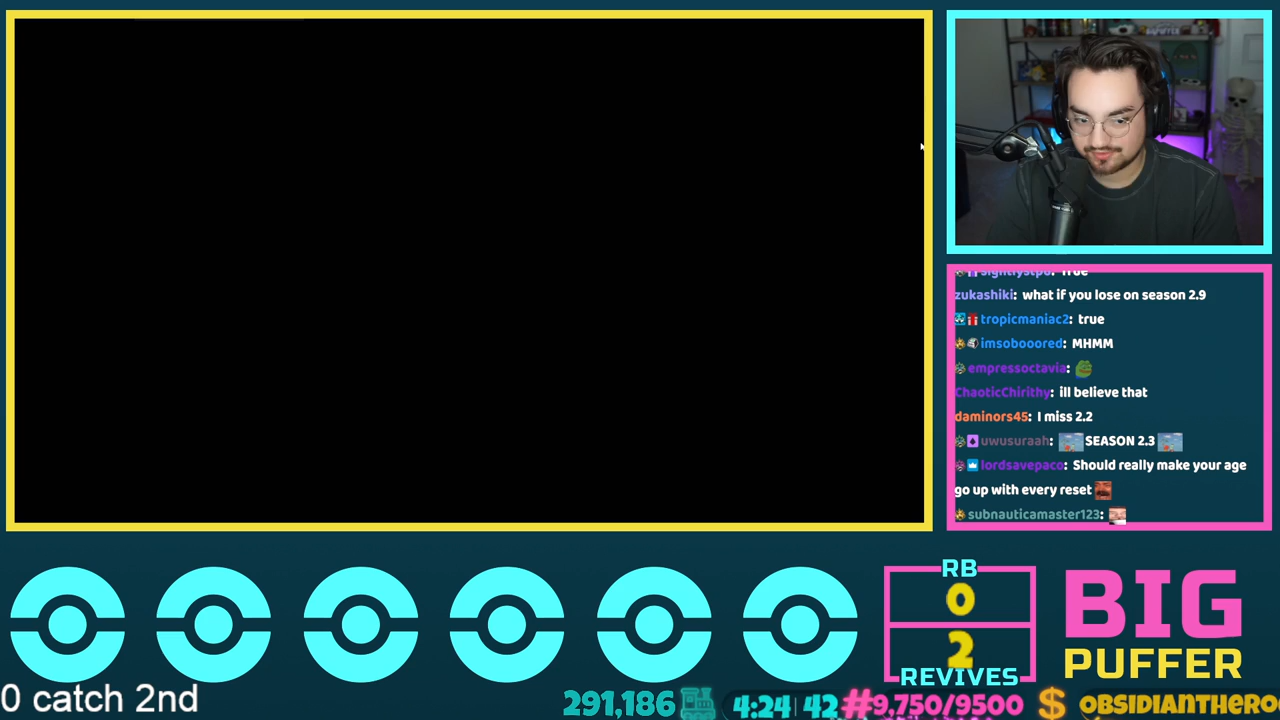 slightlystpd: True
zukashiki: what if you lose on season 2.9
tropicmaniac2: true
imsobooored: MHMM
empressoctavia:
ChaoticChirithy: ill believe that
daminors45: I miss 2.2
uwusuraah: SEASON 2.3
lordsavepaco: Should really make your age
go up with every reset
subnauticamaster123:
RB
0
2
REVIVES
BIG
PUFFER
0 catch 2nd
291,186
4:24 42
#9,750/9500
$ OBSIDIANTHERO